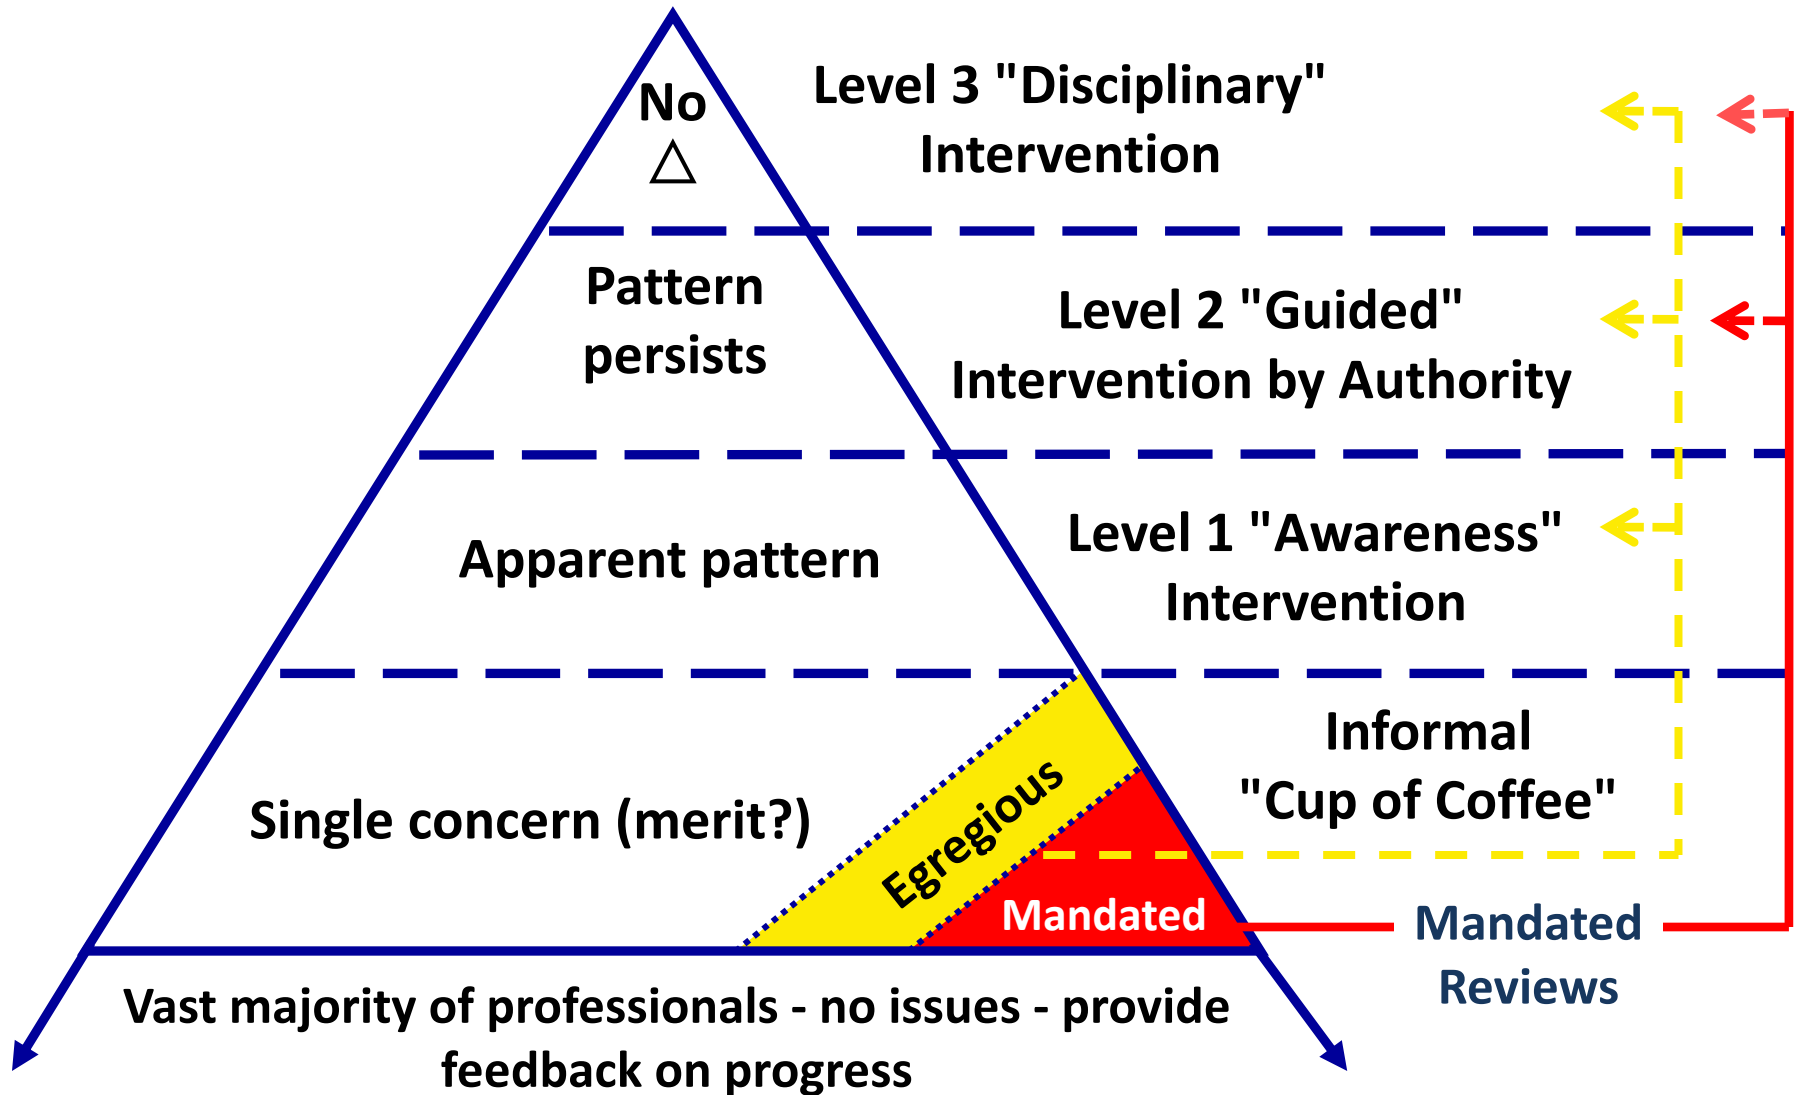 No
△
Level 3 "Disciplinary"
Intervention
Pattern
persists
Level 2 "Guided"
Intervention by Authority
Apparent pattern
Level 1 "Awareness"
Intervention
Single concern (merit?)
Egregious
Mandated
Informal
"Cup of Coffee"
Mandated
Reviews
Vast majority of professionals - no issues - provide
feedback on progress